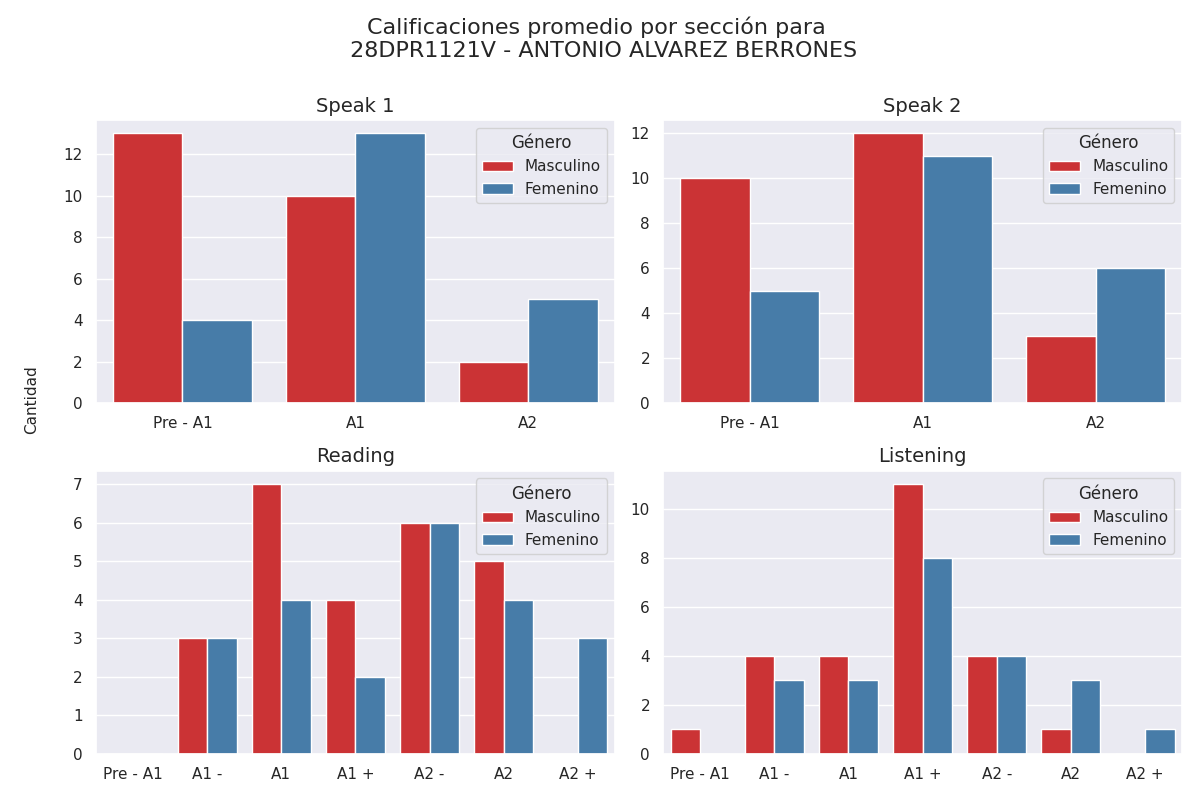 Calificaciones promedio por sección para
28DPR1121V - ANTONIO ALVAREZ BERRONES
Cantidad
Speak 1
12
10
8
6
4
2
0
Pre - A1 A1 A2
Género
Masculino
Femenino
Speak 2
12
10
8
6
4
2
0
Pre - A1 A1 A2
Género
Masculino
Femenino
Reading
7
6
5
4
3
2
1
0
Pre - A1 A1 - A1 A1 + A2 - A2 A2 +
Género
Masculino
Femenino
Listening
10
8
6
4
2
0
Pre - A1 A1 - A1 A1 + A2 - A2 A2 +
Género
Masculino
Femenino